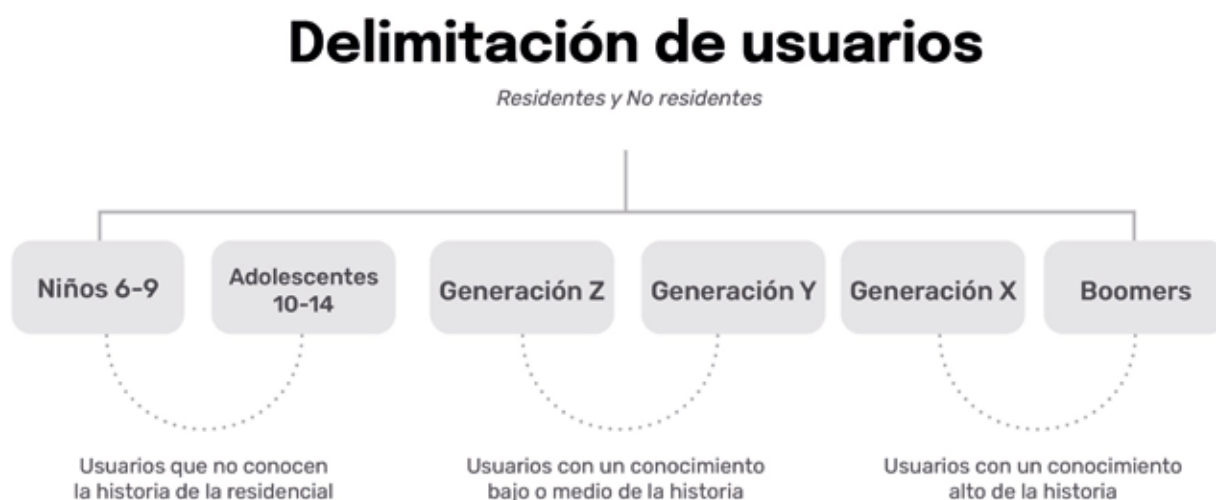 Delimitación de usuarios
Residentes y No residentes
Niños 6-9
Adolescentes
10-14
Generación Z
Generación Y
Generación X
Boomers
Usuarios que no conocen
la historia de la residencial
Usuarios con un conocimiento
bajo o medio de la historia
Usuarios con un conocimiento
alto de la historia